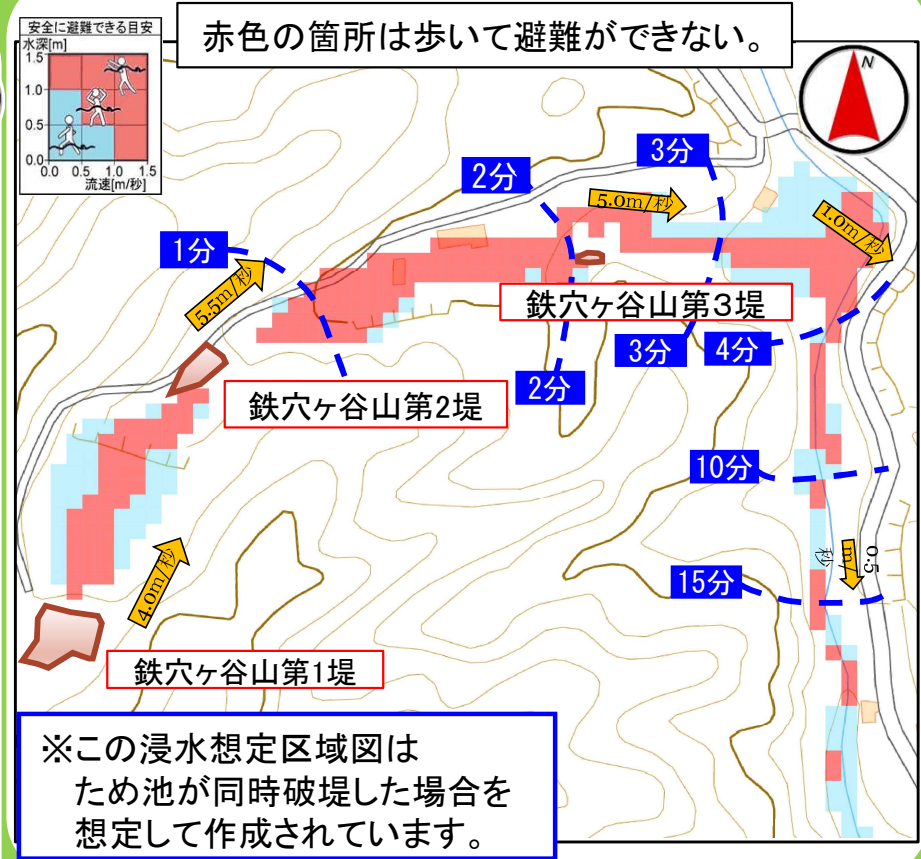 安全に避難できる目安
水深[m]
1.5
1.0
0.5
0.0
0.0 0.5 1.0 1.5
流速[m/秒]
赤色の箇所は歩いて避難ができない。
N
3分
2分
5.0m/秒
1.0m/秒
1分
5.5m/秒
鉄穴ヶ谷山第3堤
3分
4分
2分
鉄穴ヶ谷山第2堤
10分
0.5
m/
秒
4.0m/秒
15分
鉄穴ヶ谷山第1堤
※この浸水想定区域図は
ため池が同時破堤した場合を
想定して作成されています。